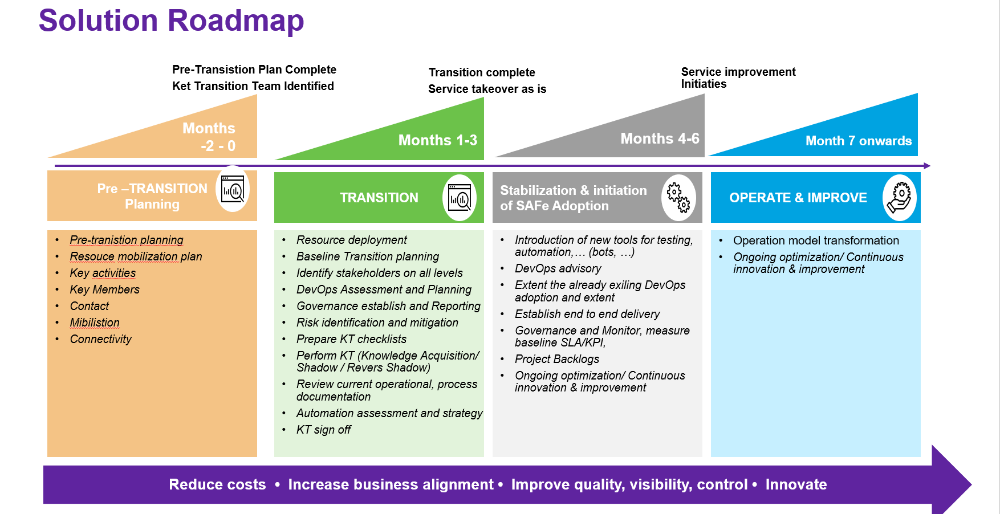 Solution Roadmap
Pre-Transistion Plan Complete
Ket Transition Team Identified
Transition complete
Service takeover as is
Service improvement
Initiaties
Months
-2 - 0
Months 1-3
Months 4-6
Month 7 onwards
Pre –TRANSITION
Planning
TRANSITION
Stabilization & initiation
of SAFe Adoption
OPERATE & IMPROVE
• Pre-tranistion planning
• Resouce mobilization plan
• Key activities
• Key Members
• Contact
• Mibilistion
• Connectivity
• Resource deployment
• Baseline Transition planning
• Identify stakeholders on all levels
• DevOps Assessment and Planning
• Governance establish and Reporting
• Risk identification and mitigation
• Prepare KT checklists
• Perform KT (Knowledge Acquisition/
Shadow / Revers Shadow)
• Review current operational, process
documentation
• Automation assessment and strategy
• KT sign off
• Introduction of new tools for testing,
automation,… (bots, …)
• DevOps advisory
• Extent the already exiling DevOps
adoption and extent
• Establish end to end delivery
• Governance and Monitor, measure
baseline SLA/KPI,
• Project Backlogs
• Ongoing optimization/ Continuous
innovation & improvement
• Operation model transformation
• Ongoing optimization/ Continuous
innovation & improvement
Reduce costs • Increase business alignment • Improve quality, visibility, control • Innovate